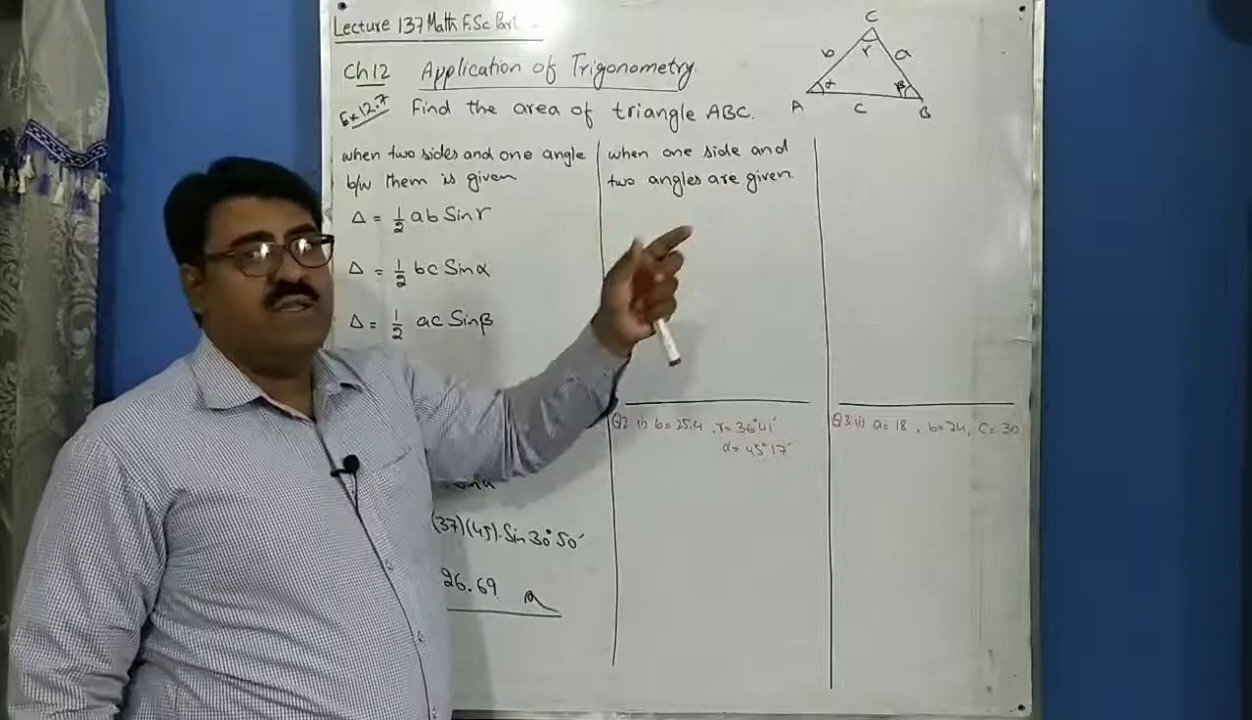 Lecture 137 Math F.Sc Part
Ch12 Application of Trigonometry.
Ex 12.7 Find the area of triangle ABC.
C
b r a
α β
A c B
when two sides and one angle
b/w them is given
Δ = 1/2 ab Sin r
Δ = 1/2 bc Sin α
Δ = 1/2 ac Sin β
(37)(45).Sin 30° 50′
26.69
when one side and
two angles are given
Q2 (i) b = 25.4, r = 36° 41′
α = 45° 17′
Q3 (i) a = 18, b = 24, C = 30